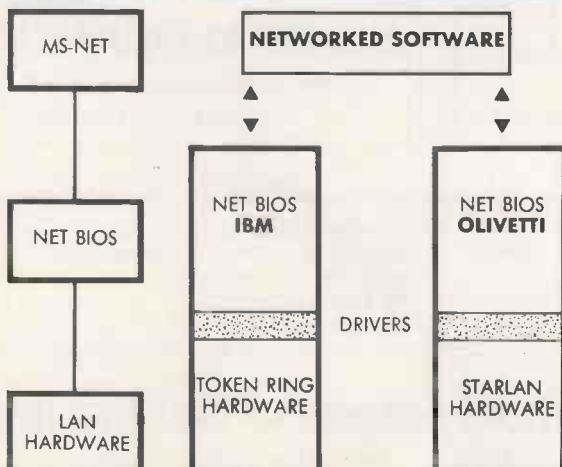 MS-NET
NETWORKED SOFTWARE
NET BIOS
NET BIOS
IBM
NET BIOS
OLIVETTI
DRIVERS
LAN
HARDWARE
TOKEN RING
HARDWARE
STARLAN
HARDWARE